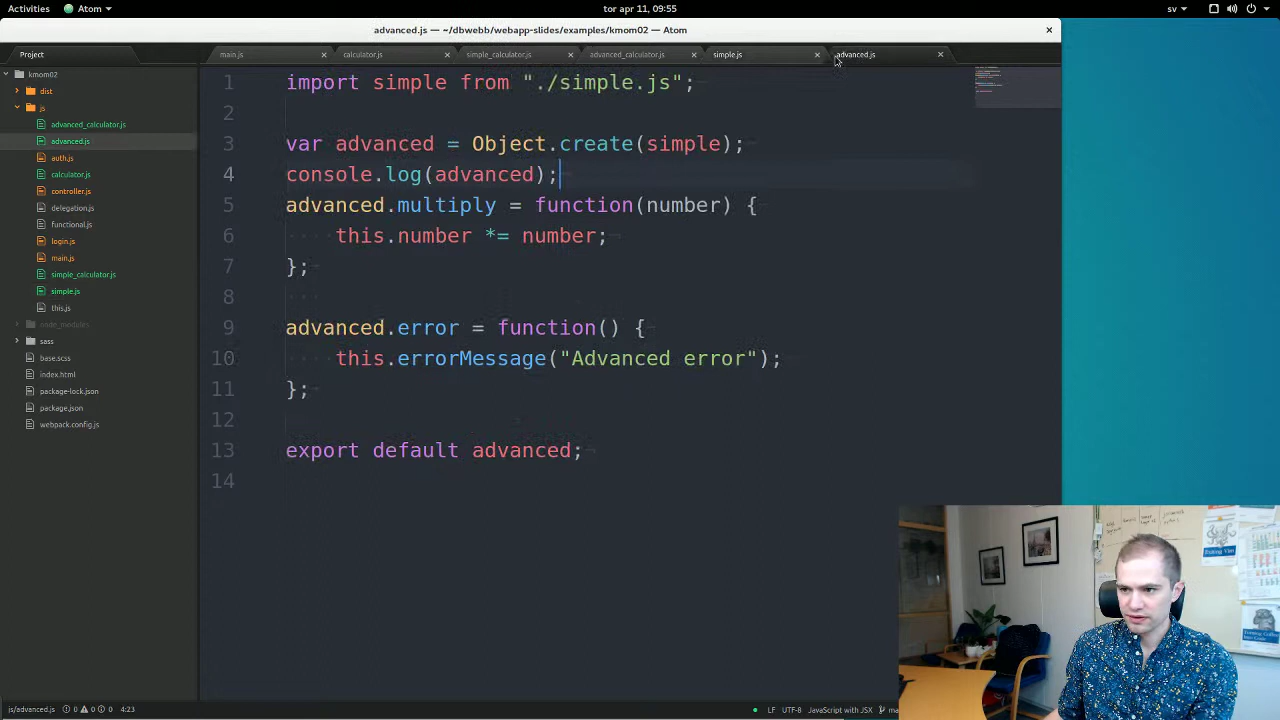 Activities Atom tor apr 11, 09:55 sv
advanced.js — ~/dbwebb/webapp-slides/examples/kmom02 — Atom
Project main.js calculator.js simple_calculator.js advanced_calculator.js simple.js advanced.js
kmom02
dist
js
advanced_calculator.js
advanced.js
auth.js
calculator.js
controller.js
delegation.js
functional.js
login.js
main.js
simple_calculator.js
simple.js
this.js
node_modules
sass
base.scss
index.html
package-lock.json
package.json
webpack.config.js
1 import simple from "./simple.js";
2
3 var advanced = Object.create(simple);
4 console.log(advanced);
5 advanced.multiply = function(number) {
6 this.number *= number;
7 };
8
9 advanced.error = function() {
10 this.errorMessage("Advanced error");
11 };
12
13 export default advanced;
14
js/advanced.js 0 0 0 4:23 LF UTF-8 JavaScript with JSX